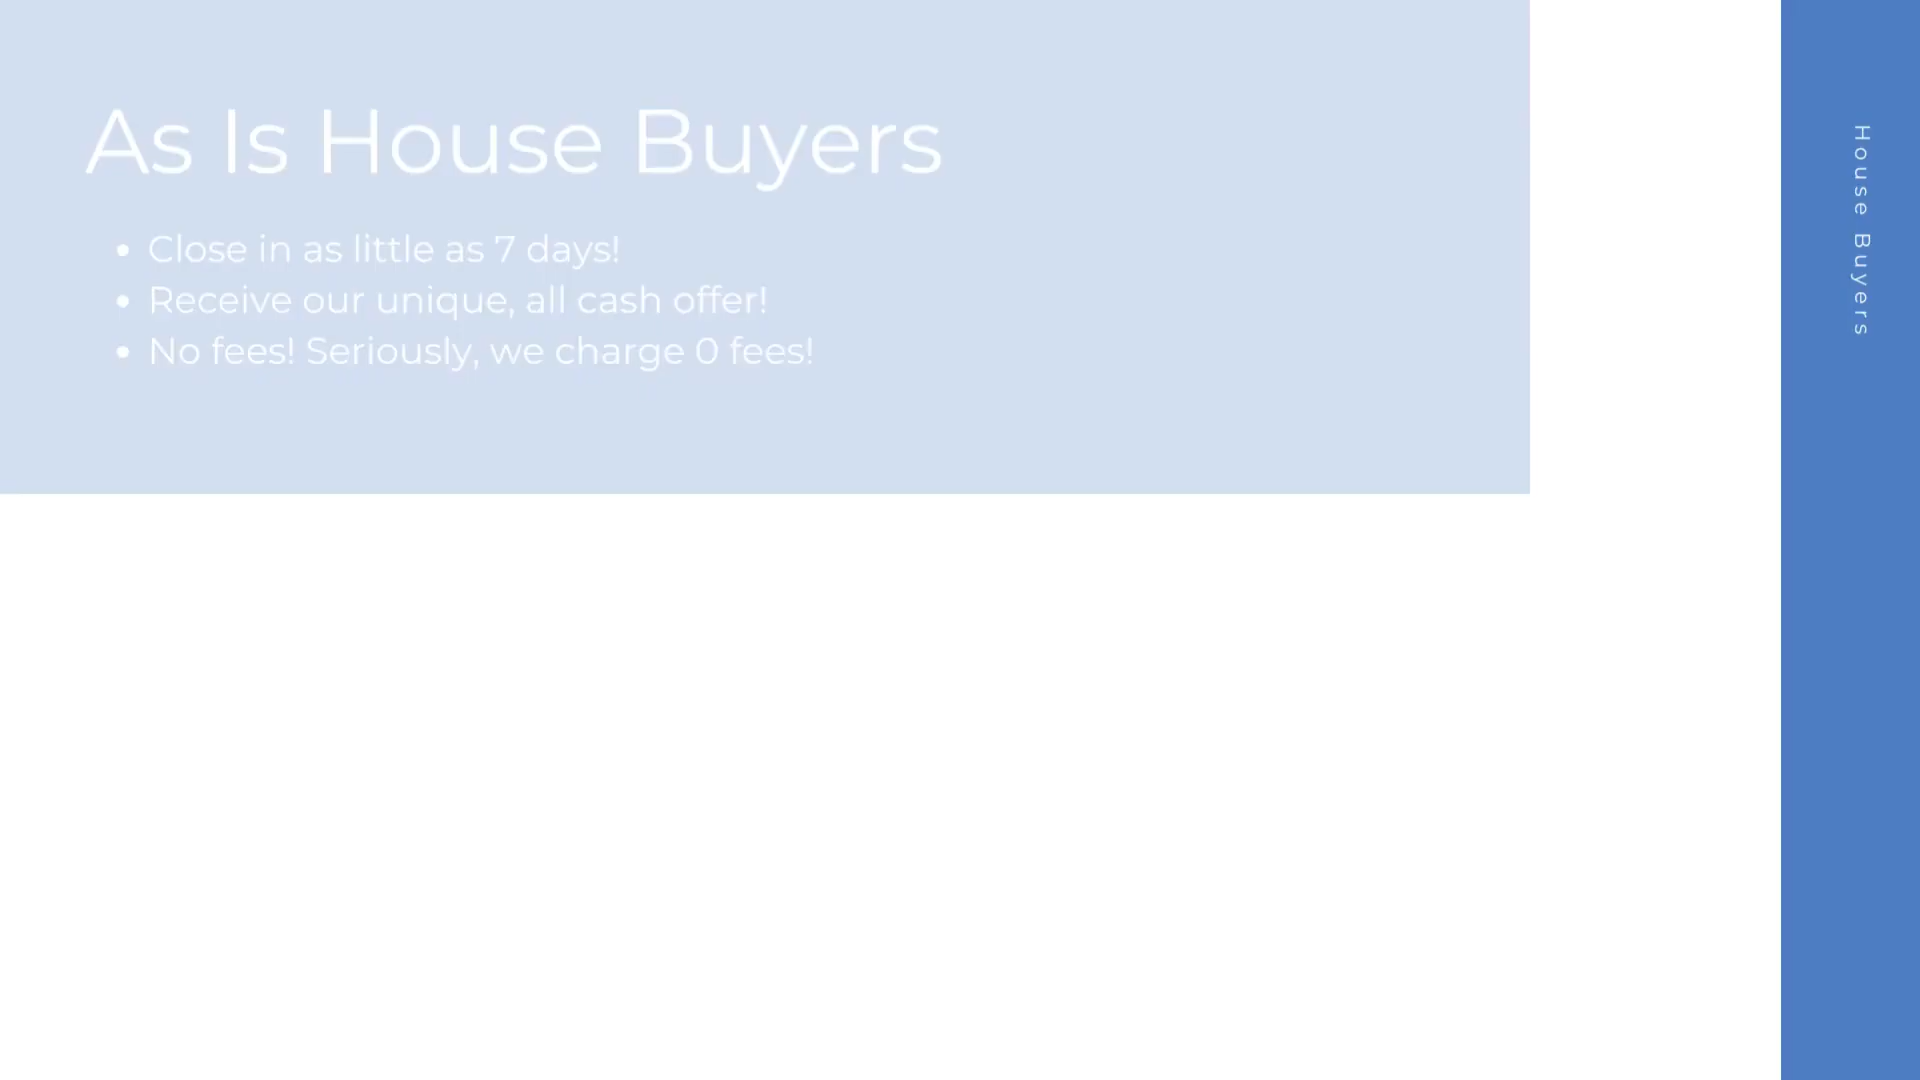 As Is House Buyers
• Close in as little as 7 days!
• Receive our unique, all cash offer!
• No fees! Seriously, we charge 0 fees!
House Buyers